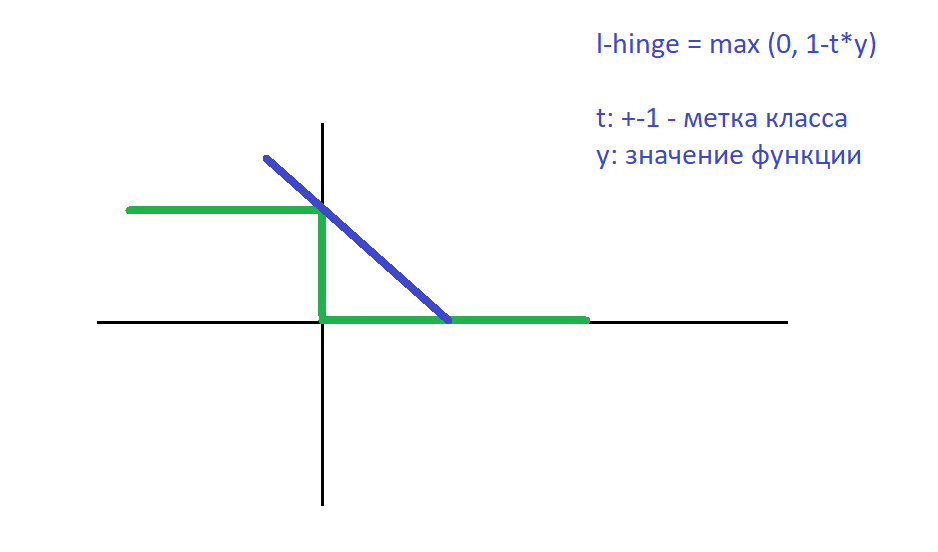 l-hinge = max (0, 1-t*y)
t: +-1 - метка класса
y: значение функции